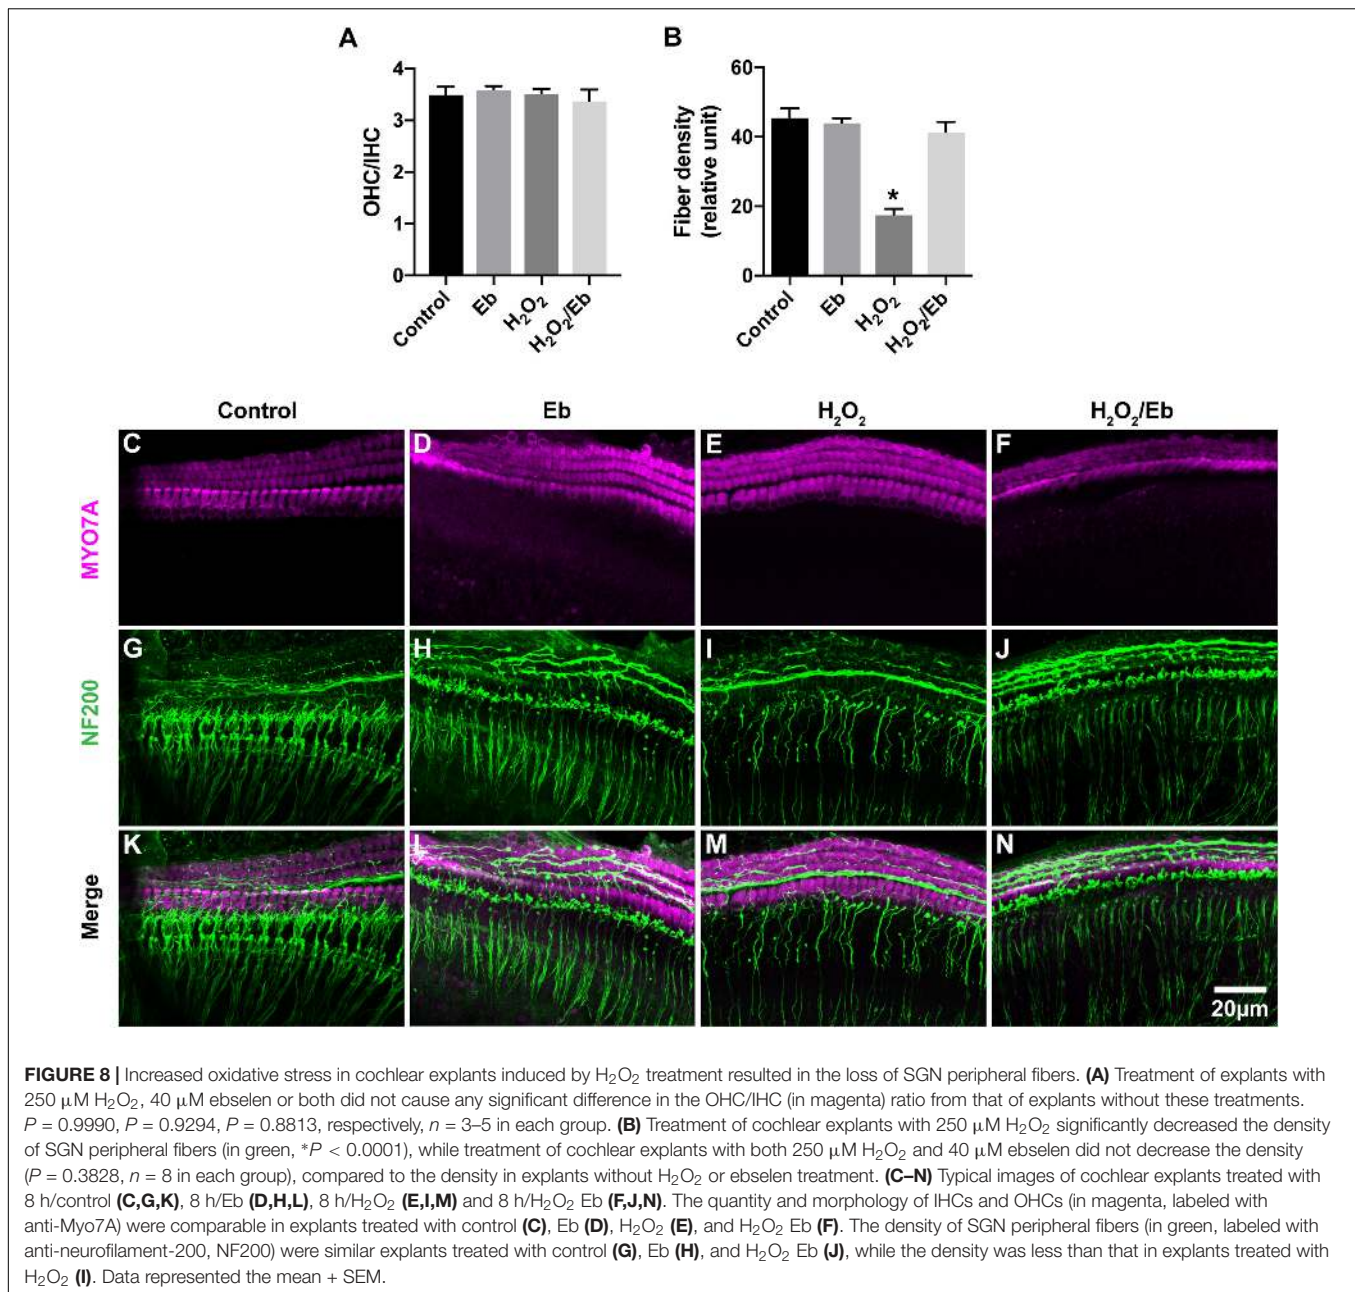 A
B
4
3
2
1
0
OHC/IHC
Control
Eb
H₂O₂
H₂O₂/Eb
60
40
20
0
Fiber density
(relative unit)
*
Control
Eb
H₂O₂
H₂O₂/Eb
Control
Eb
H₂O₂
H₂O₂/Eb
MYO7A
C
D
E
F
NF200
G
H
I
J
Merge
K
L
M
N
20μm
FIGURE 8 | Increased oxidative stress in cochlear explants induced by H₂O₂ treatment resulted in the loss of SGN peripheral fibers. (A) Treatment of explants with
250 μM H₂O₂, 40 μM ebselen or both did not cause any significant difference in the OHC/IHC (in magenta) ratio from that of explants without these treatments.
P = 0.9990, P = 0.9294, P = 0.8813, respectively, n = 3–5 in each group. (B) Treatment of cochlear explants with 250 μM H₂O₂ significantly decreased the density
of SGN peripheral fibers (in green, *P < 0.0001), while treatment of cochlear explants with both 250 μM H₂O₂ and 40 μM ebselen did not decrease the density
(P = 0.3828, n = 8 in each group), compared to the density in explants without H₂O₂ or ebselen treatment. (C–N) Typical images of cochlear explants treated with
8 h/control (C,G,K), 8 h/Eb (D,H,L), 8 h/H₂O₂ (E,I,M) and 8 h/H₂O₂ Eb (F,J,N). The quantity and morphology of IHCs and OHCs (in magenta, labeled with
anti-Myo7A) were comparable in explants treated with control (C), Eb (D), H₂O₂ (E), and H₂O₂ Eb (F). The density of SGN peripheral fibers (in green, labeled with
anti-neurofilament-200, NF200) were similar explants treated with control (G), Eb (H), and H₂O₂ Eb (J), while the density was less than that in explants treated with
H₂O₂ (I). Data represented the mean + SEM.